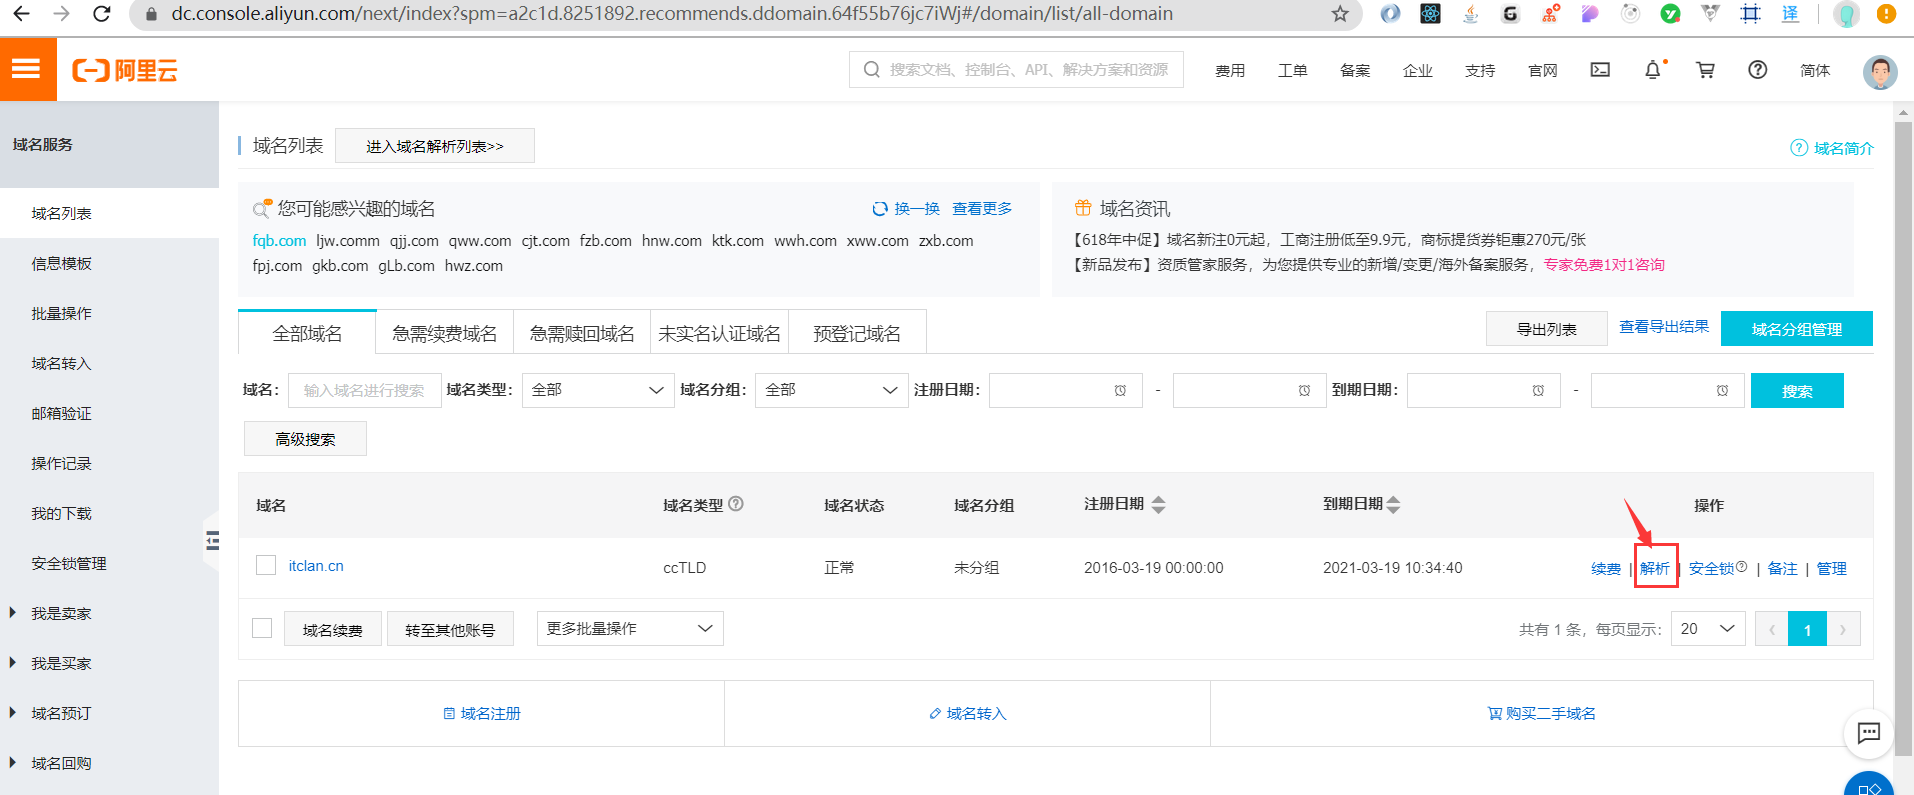 dc.console.aliyun.com/next/index?spm=a2c1d.8251892.recommends.ddomain.64f55b76jc7iWj#/domain/list/all-domain
译
阿里云
搜索文档、控制台、API、解决方案和资源
费用 工单 备案 企业 支持 官网 简体
域名服务
域名列表
信息模板
批量操作
域名转入
邮箱验证
操作记录
我的下载
安全锁管理
我是卖家
我是买家
域名预订
域名回购
域名列表 进入域名解析列表>> 域名简介
您可能感兴趣的域名 换一换 查看更多
fqb.com ljw.comm qjj.com qww.com cjt.com fzb.com hnw.com ktk.com wwh.com xww.com zxb.com
fpj.com gkb.com gLb.com hwz.com
域名资讯
【618年中促】域名新注0元起，工商注册低至9.9元，商标提货券钜惠270元/张
【新品发布】资质管家服务，为您提供专业的新增/变更/海外备案服务，专家免费1对1咨询
全部域名 急需续费域名 急需赎回域名 未实名认证域名 预登记域名 导出列表 查看导出结果 域名分组管理
域名： 输入域名进行搜索 域名类型： 全部 域名分组： 全部 注册日期： - 到期日期： - 搜索
高级搜索
域名 域名类型 域名状态 域名分组 注册日期 到期日期 操作
itclan.cn ccTLD 正常 未分组 2016-03-19 00:00:00 2021-03-19 10:34:40 续费 | 解析 | 安全锁 | 备注 | 管理
域名续费 转至其他账号 更多批量操作 共有 1 条，每页显示： 20 1
域名注册 域名转入 购买二手域名